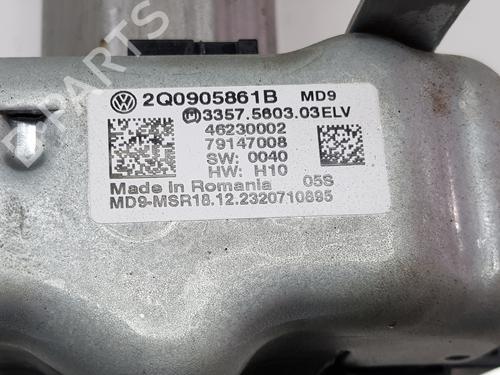 2Q0905861B MD9
3357.5603.03ELV
46230002
79147008
SW: 0040
HW: H10
Made in Romania 05S
MD9-MSR18.12.2320710895
PARTS